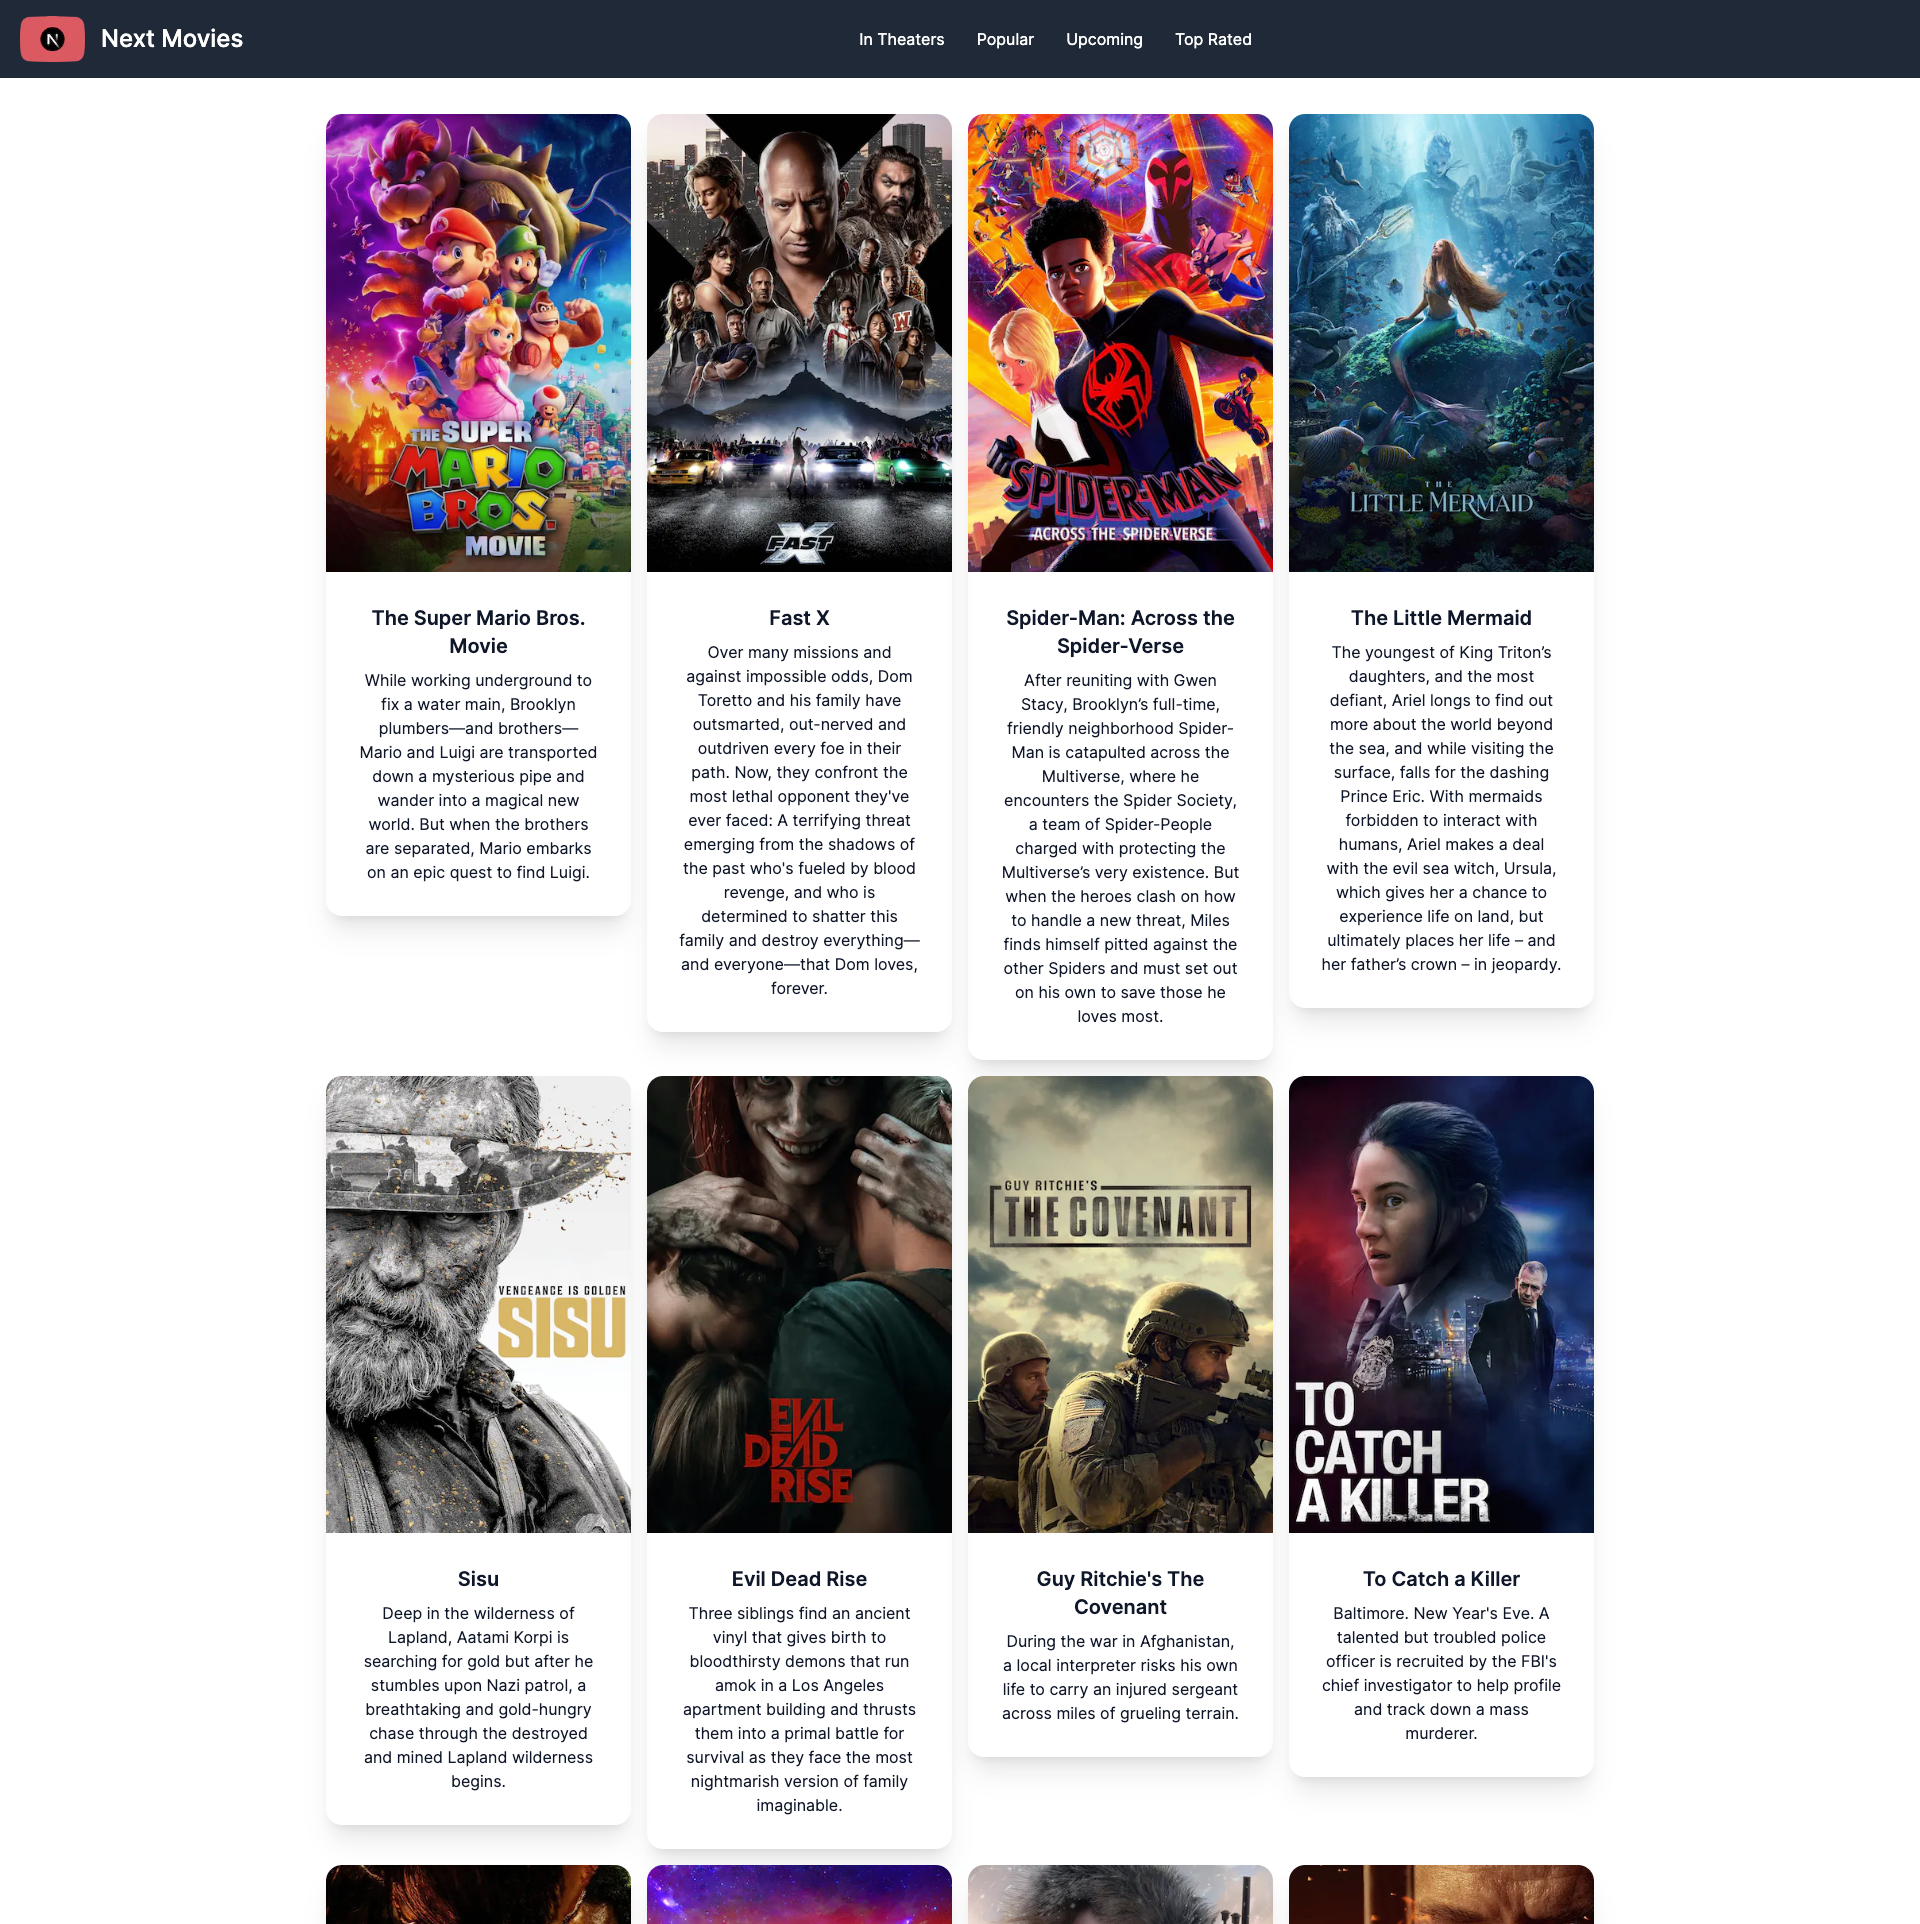 N
Next Movies
In Theaters
Popular
Upcoming
Top Rated
THE SUPER
MARIO
BROS.
MOVIE
W
FAST
X
SPIDER-MAN
ACROSS THE SPIDER-VERSE
THE
LITTLE MERMAID
The Super Mario Bros.
Movie
While working underground to
fix a water main, Brooklyn
plumbers—and brothers—
Mario and Luigi are transported
down a mysterious pipe and
wander into a magical new
world. But when the brothers
are separated, Mario embarks
on an epic quest to find Luigi.
Fast X
Over many missions and
against impossible odds, Dom
Toretto and his family have
outsmarted, out-nerved and
outdriven every foe in their
path. Now, they confront the
most lethal opponent they've
ever faced: A terrifying threat
emerging from the shadows of
the past who's fueled by blood
revenge, and who is
determined to shatter this
family and destroy everything—
and everyone—that Dom loves,
forever.
Spider-Man: Across the
Spider-Verse
After reuniting with Gwen
Stacy, Brooklyn’s full-time,
friendly neighborhood Spider-
Man is catapulted across the
Multiverse, where he
encounters the Spider Society,
a team of Spider-People
charged with protecting the
Multiverse’s very existence. But
when the heroes clash on how
to handle a new threat, Miles
finds himself pitted against the
other Spiders and must set out
on his own to save those he
loves most.
The Little Mermaid
The youngest of King Triton’s
daughters, and the most
defiant, Ariel longs to find out
more about the world beyond
the sea, and while visiting the
surface, falls for the dashing
Prince Eric. With mermaids
forbidden to interact with
humans, Ariel makes a deal
with the evil sea witch, Ursula,
which gives her a chance to
experience life on land, but
ultimately places her life – and
her father’s crown – in jeopardy.
VENGEANCE IS GOLDEN
SISU
EVIL
DEAD
RISE
GUY RITCHIE'S
THE COVENANT
TO
CATCH
A KILLER
Sisu
Deep in the wilderness of
Lapland, Aatami Korpi is
searching for gold but after he
stumbles upon Nazi patrol, a
breathtaking and gold-hungry
chase through the destroyed
and mined Lapland wilderness
begins.
Evil Dead Rise
Three siblings find an ancient
vinyl that gives birth to
bloodthirsty demons that run
amok in a Los Angeles
apartment building and thrusts
them into a primal battle for
survival as they face the most
nightmarish version of family
imaginable.
Guy Ritchie's The
Covenant
During the war in Afghanistan,
a local interpreter risks his own
life to carry an injured sergeant
across miles of grueling terrain.
To Catch a Killer
Baltimore. New Year's Eve. A
talented but troubled police
officer is recruited by the FBI's
chief investigator to help profile
and track down a mass
murderer.